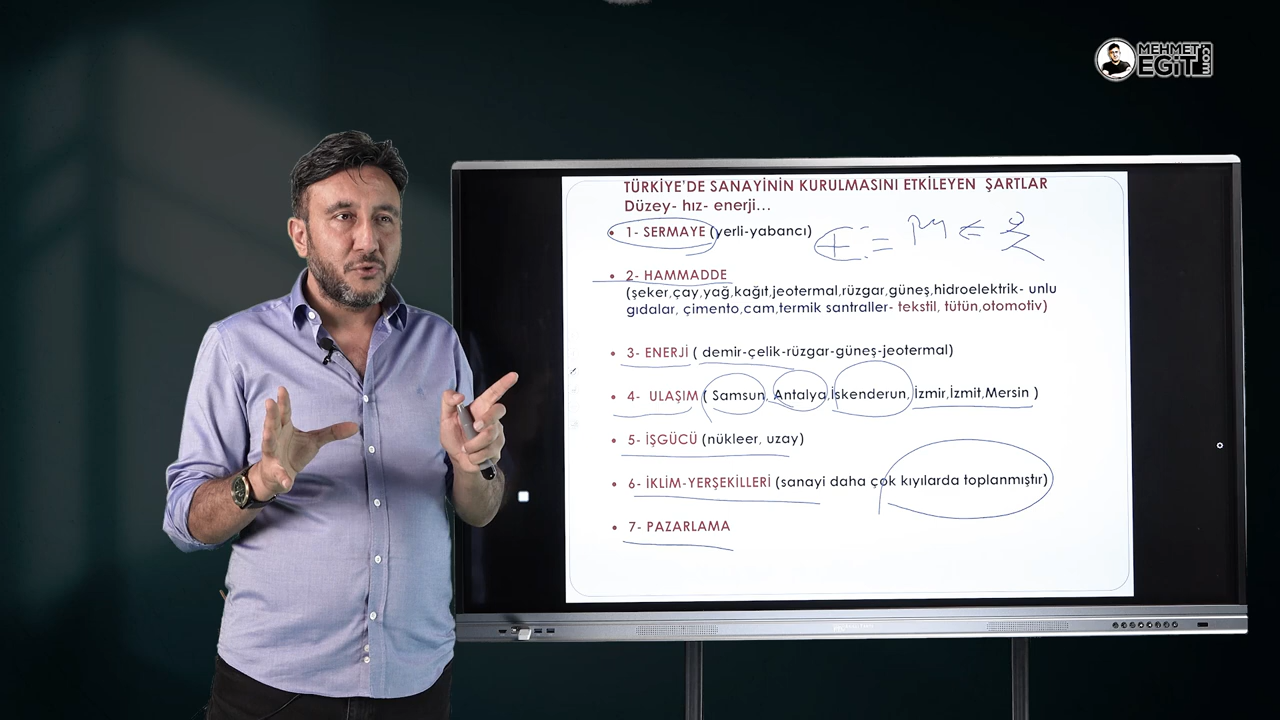 MEHMET
EGİT.com
TÜRKİYE'DE SANAYİNİN KURULMASINI ETKİLEYEN ŞARTLAR
Düzey- hız- enerji...
• 1- SERMAYE (yerli-yabancı)
• 2- HAMMADDE
(şeker,çay,yağ,kağıt,jeotermal,rüzgar,güneş,hidroelektrik- unlu
gıdalar, çimento,cam,termik santraller- tekstil, tütün,otomotiv)
• 3- ENERJİ ( demir-çelik-rüzgar-güneş-jeotermal)
• 4- ULAŞIM ( Samsun, Antalya,İskenderun, İzmir,İzmit,Mersin )
• 5- İŞGÜCÜ (nükleer, uzay)
• 6- İKLİM-YERŞEKİLLERİ (sanayi daha çok kıyılarda toplanmıştır)
• 7- PAZARLAMA